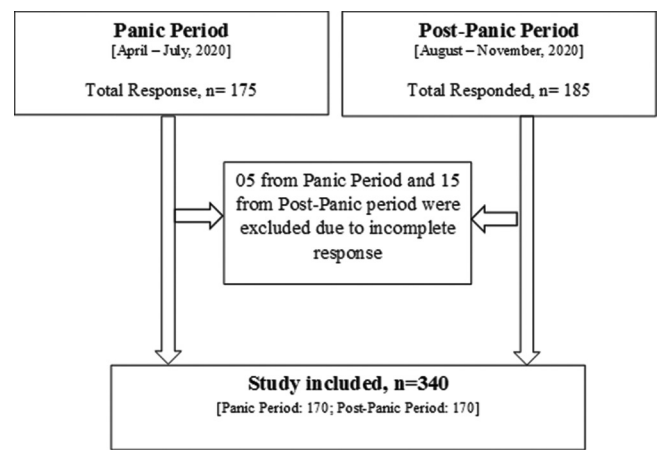 Panic Period
[April – July, 2020]
Total Response, n= 175
Post-Panic Period
[August – November, 2020]
Total Responded, n= 185
05 from Panic Period and 15
from Post-Panic period were
excluded due to incomplete
response
Study included, n=340
[Panic Period: 170; Post-Panic Period: 170]